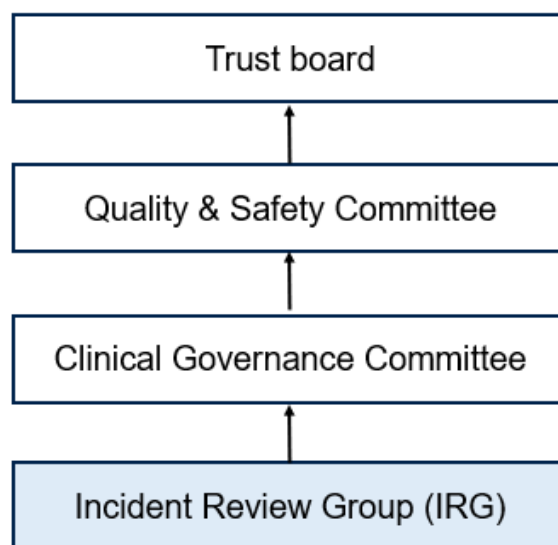 Trust board
Quality & Safety Committee
Clinical Governance Committee
Incident Review Group (IRG)